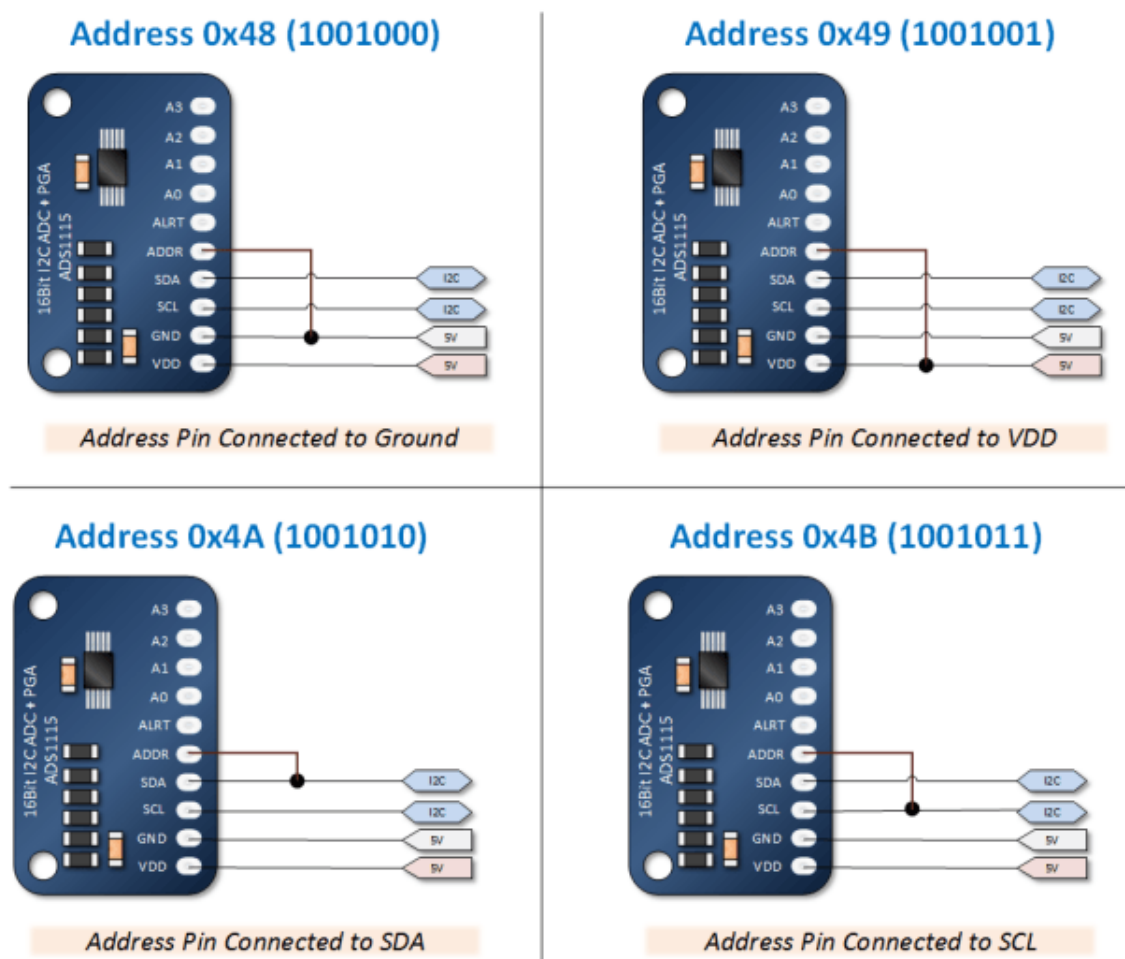 Address 0x48 (1001000)
16Bit I2C ADC + PGA
ADS1115
A3
A2
A1
A0
ALRT
ADDR
SDA
SCL
GND
VDD
I2C
I2C
5V
5V
Address Pin Connected to Ground
Address 0x49 (1001001)
16Bit I2C ADC + PGA
ADS1115
A3
A2
A1
A0
ALRT
ADDR
SDA
SCL
GND
VDD
I2C
I2C
5V
5V
Address Pin Connected to VDD
Address 0x4A (1001010)
16Bit I2C ADC + PGA
ADS1115
A3
A2
A1
A0
ALRT
ADDR
SDA
SCL
GND
VDD
I2C
I2C
5V
5V
Address Pin Connected to SDA
Address 0x4B (1001011)
16Bit I2C ADC + PGA
ADS1115
A3
A2
A1
A0
ALRT
ADDR
SDA
SCL
GND
VDD
I2C
I2C
5V
5V
Address Pin Connected to SCL